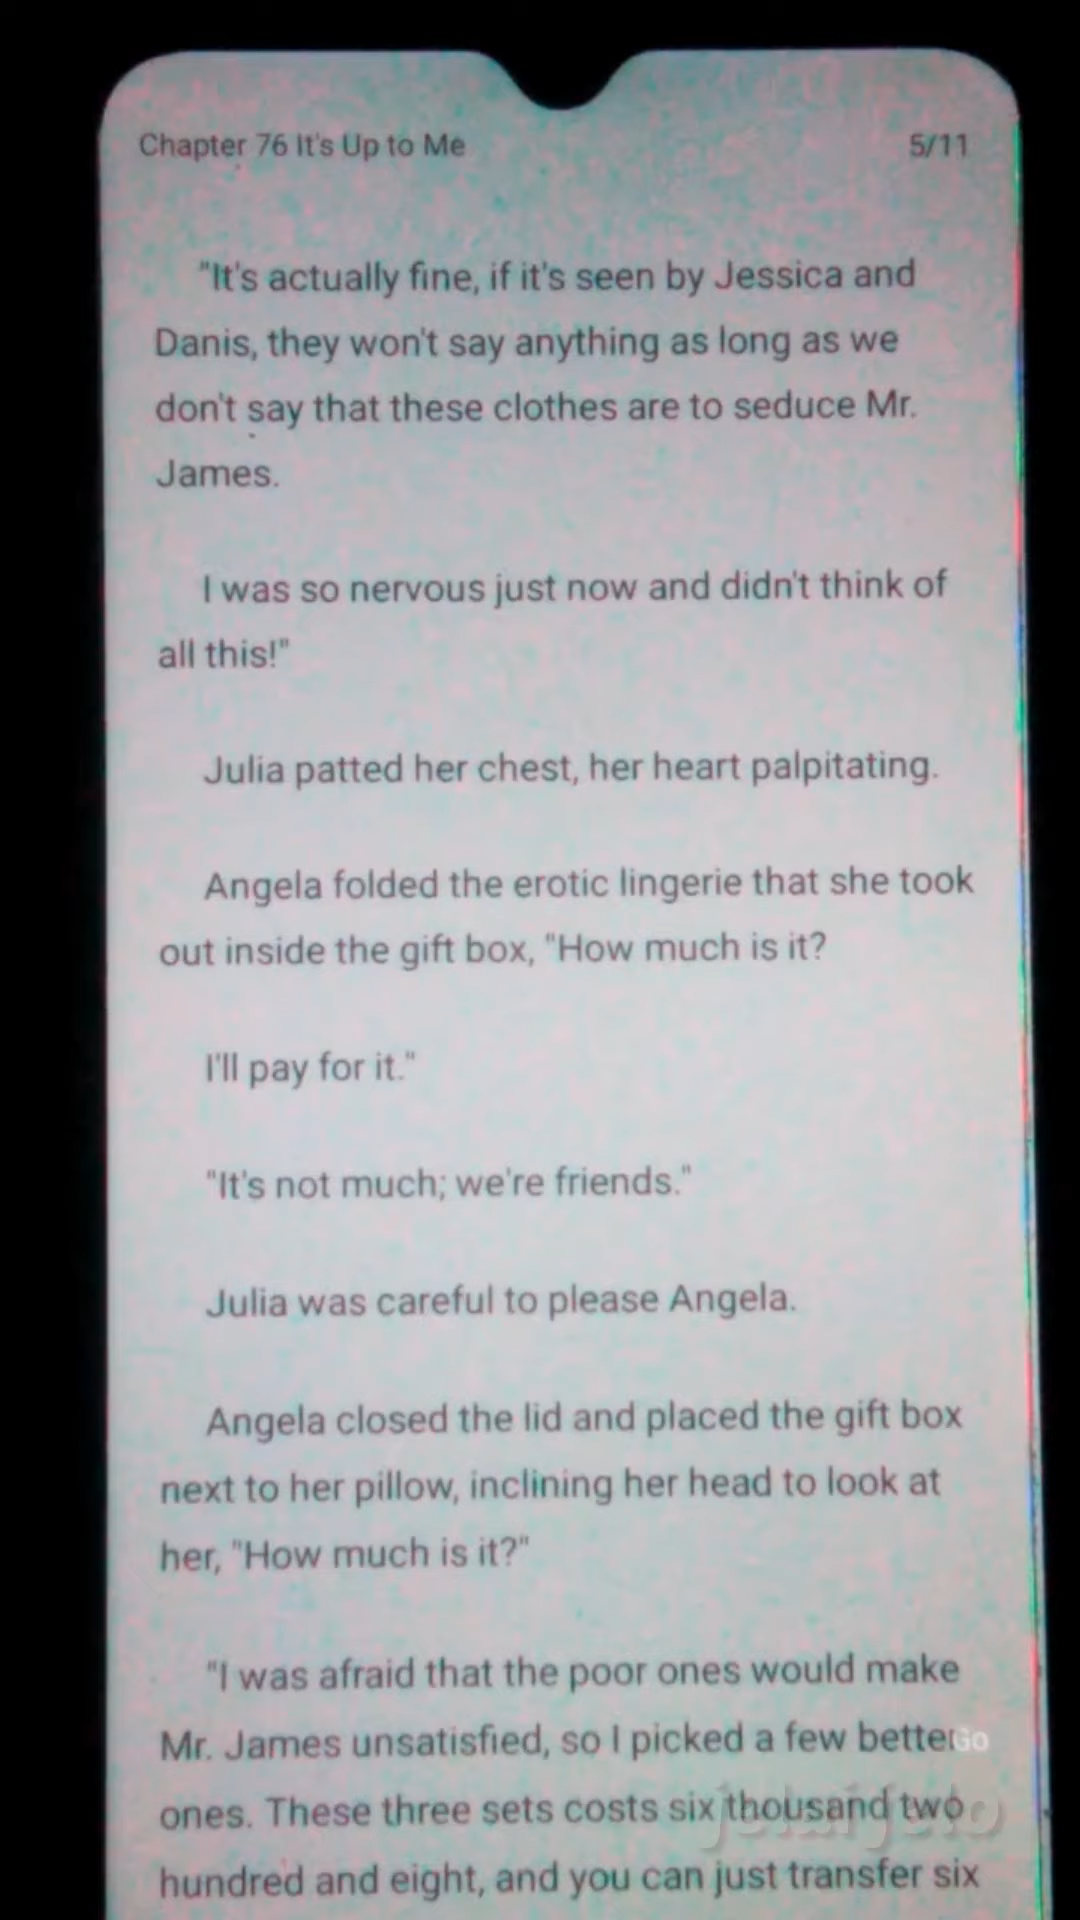 Chapter 76 It's Up to Me
5/11
"It's actually fine, if it's seen by Jessica and
Danis, they won't say anything as long as we
don't say that these clothes are to seduce Mr.
James.
I was so nervous just now and didn't think of
all this!"
Julia patted her chest, her heart palpitating.
Angela folded the erotic lingerie that she took
out inside the gift box, "How much is it?
I'll pay for it."
"It's not much; we're friends."
Julia was careful to please Angela.
Angela closed the lid and placed the gift box
next to her pillow, inclining her head to look at
her, "How much is it?"
"I was afraid that the poor ones would make
Mr. James unsatisfied, so I picked a few better
Go
ones. These three sets costs six thousand two
hundred and eight, and you can just transfer six